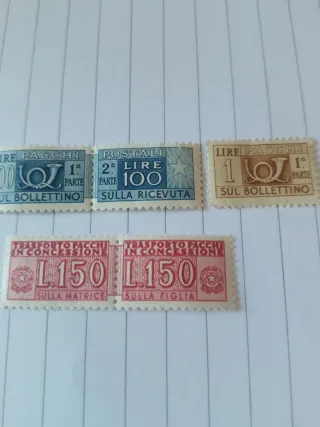 LIRE PACCHI
00 1ª PARTE
SUL BOLLETTINO
POSTALI
2ª PARTE LIRE 100
SULLA RICEVUTA
LIRE PACCHI
1 1ª PARTE
SUL BOLLETTINO
TRASPORTO PACCHI
IN CONCESSIONE
L.150
SULLA MATRICE
TRASPORTO PACCHI
IN CONCESSIONE
L.150
SULLA FIGLIA